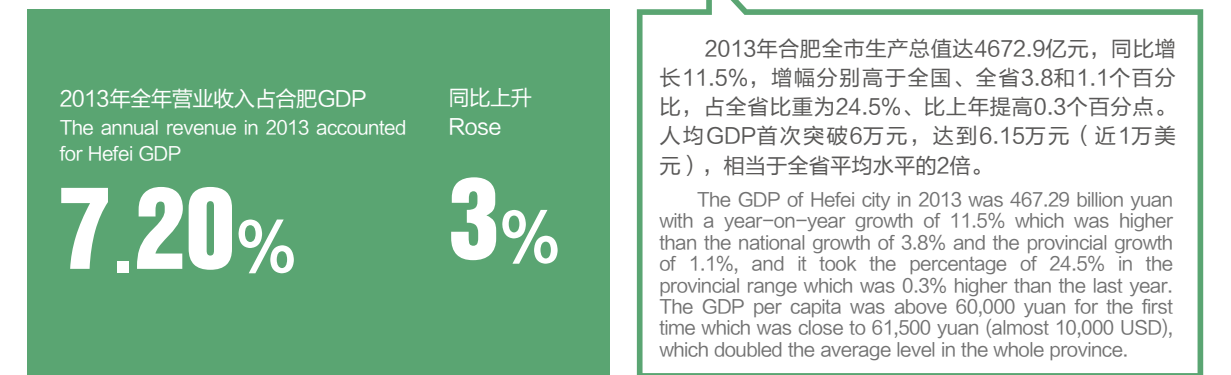 2013年全年营业收入占合肥GDP
The annual revenue in 2013 accounted
for Hefei GDP
7.20%
同比上升
Rose
3%
2013年合肥全市生产总值达4672.9亿元，同比增
长11.5%，增幅分别高于全国、全省3.8和1.1个百分
比，占全省比重为24.5%、比上年提高0.3个百分点。
人均GDP首次突破6万元，达到6.15万元（近1万美
元），相当于全省平均水平的2倍。
The GDP of Hefei city in 2013 was 467.29 billion yuan
with a year-on-year growth of 11.5% which was higher
than the national growth of 3.8% and the provincial growth
of 1.1%, and it took the percentage of 24.5% in the
provincial range which was 0.3% higher than the last year.
The GDP per capita was above 60,000 yuan for the first
time which was close to 61,500 yuan (almost 10,000 USD),
which doubled the average level in the whole province.